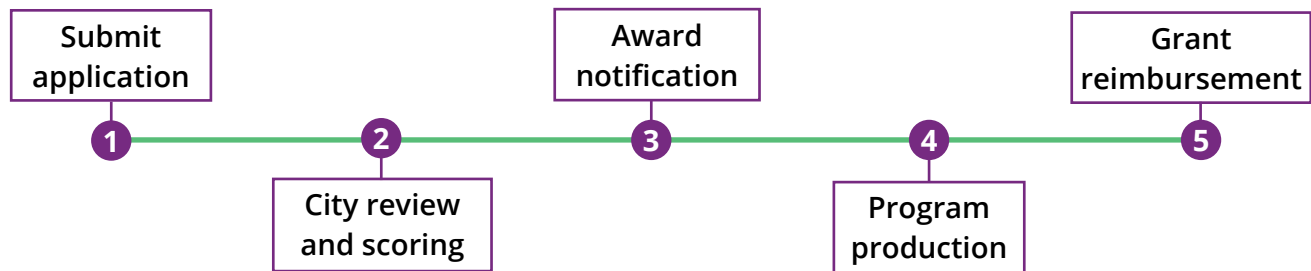 Submit
application
1
2
City review
and scoring
Award
notification
3
4
Program
production
Grant
reimbursement
5